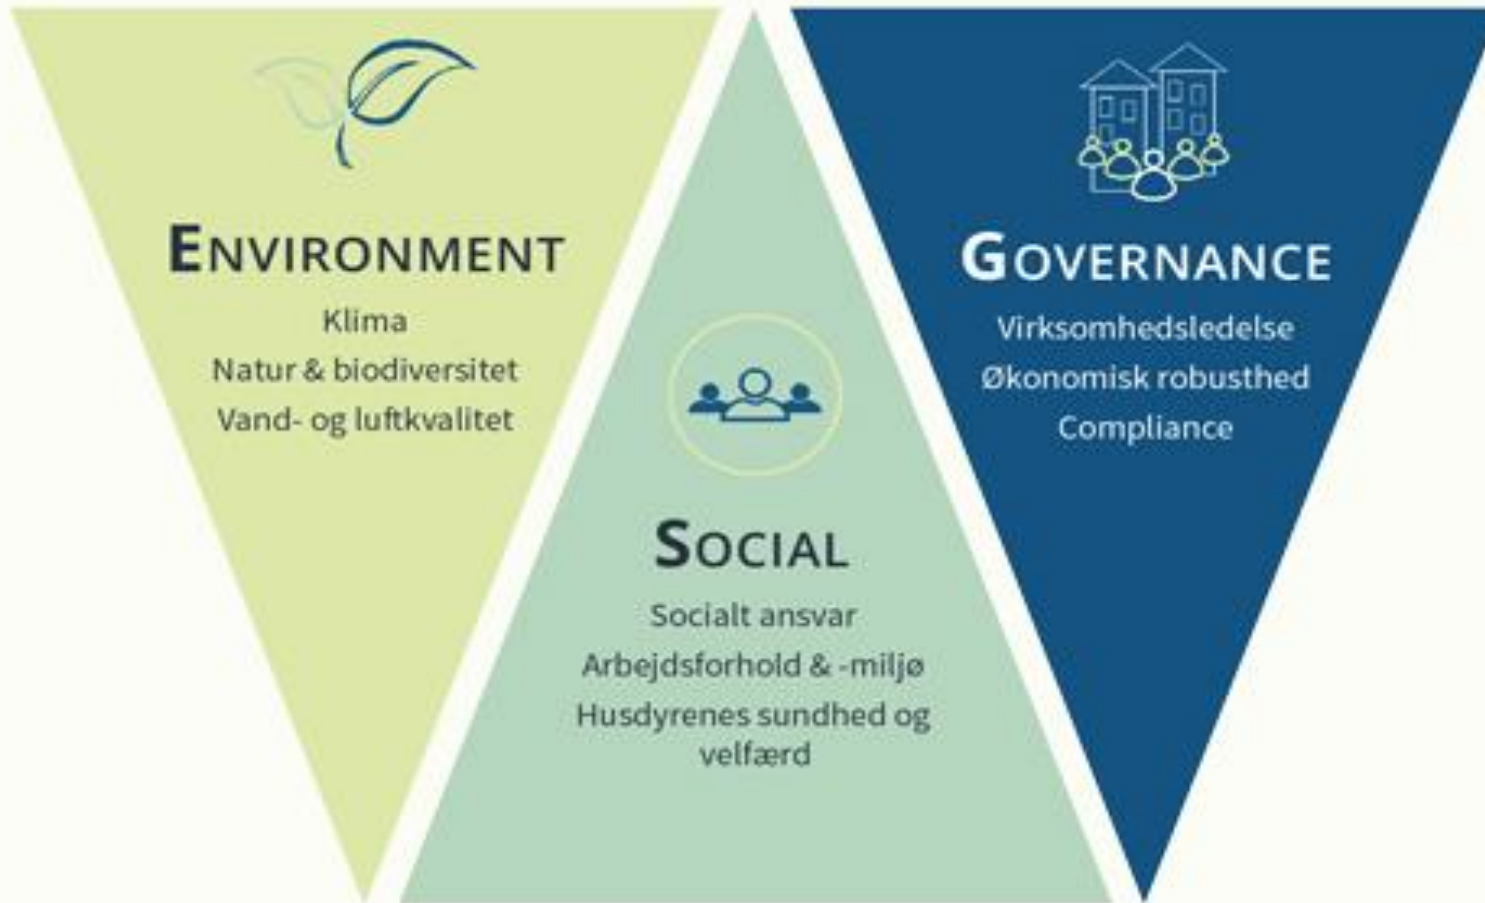 ENVIRONMENT
Klima
Natur & biodiversitet
Vand- og luftkvalitet
SOCIAL
Socialt ansvar
Arbejdsforhold & -miljø
Husdyrenes sundhed og
velfærd
GOVERNANCE
Virksomhedsledelse
Økonomisk robusthed
Compliance